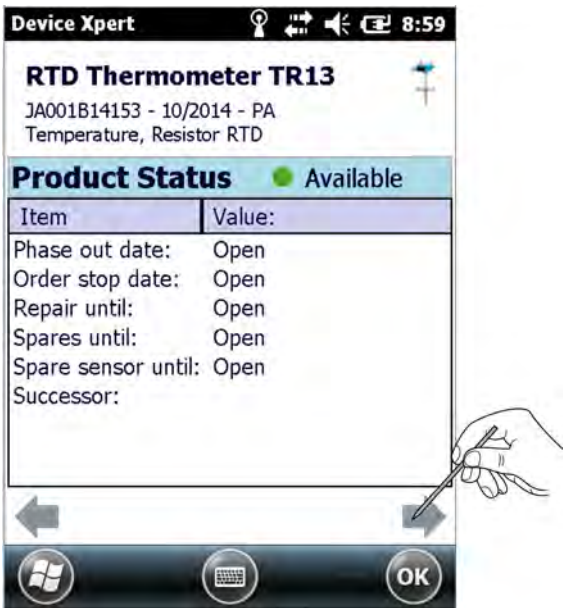 Device Xpert 8:59
RTD Thermometer TR13
JA001B14153 - 10/2014 - PA
Temperature, Resistor RTD
Product Status Available
Item Value:
Phase out date: Open
Order stop date: Open
Repair until: Open
Spares until: Open
Spare sensor until: Open
Successor:
OK